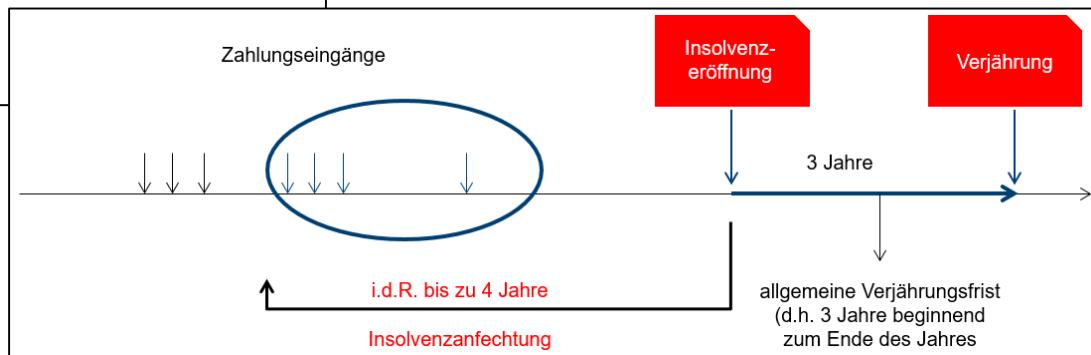 Zahlungseingänge
Insolvenz-
eröffnung
Verjährung
3 Jahre
i.d.R. bis zu 4 Jahre
Insolvenzanfechtung
allgemeine Verjährungsfrist
(d.h. 3 Jahre beginnend
zum Ende des Jahres